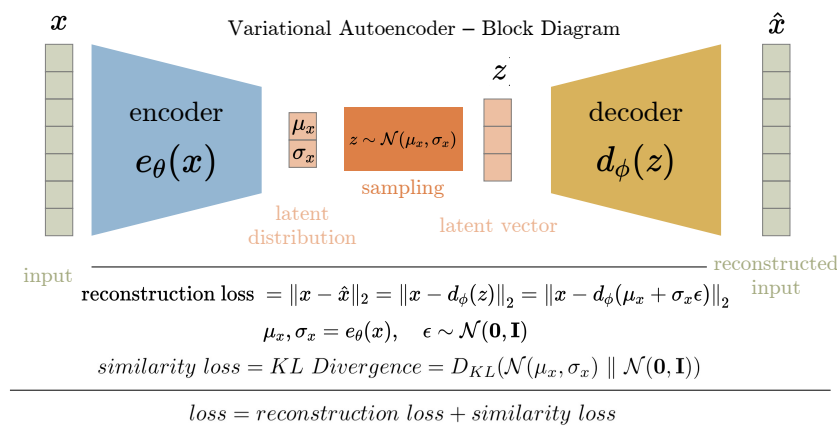 x
Variational Autoencoder – Block Diagram
x̂
z
encoder
e_θ(x)
μ_x
σ_x
z ∼ 𝒩(μ_x, σ_x)
decoder
d_ϕ(z)
sampling
latent
distribution
latent vector
input
reconstructed
input
reconstruction loss = ‖x − x̂‖₂ = ‖x − d_ϕ(z)‖₂ = ‖x − d_ϕ(μ_x + σ_xϵ)‖₂
μ_x, σ_x = e_θ(x), ϵ ∼ 𝒩(𝟎, 𝐈)
similarity loss = KL Divergence = D_KL(𝒩(μ_x, σ_x) ∥ 𝒩(𝟎, 𝐈))
loss = reconstruction loss + similarity loss